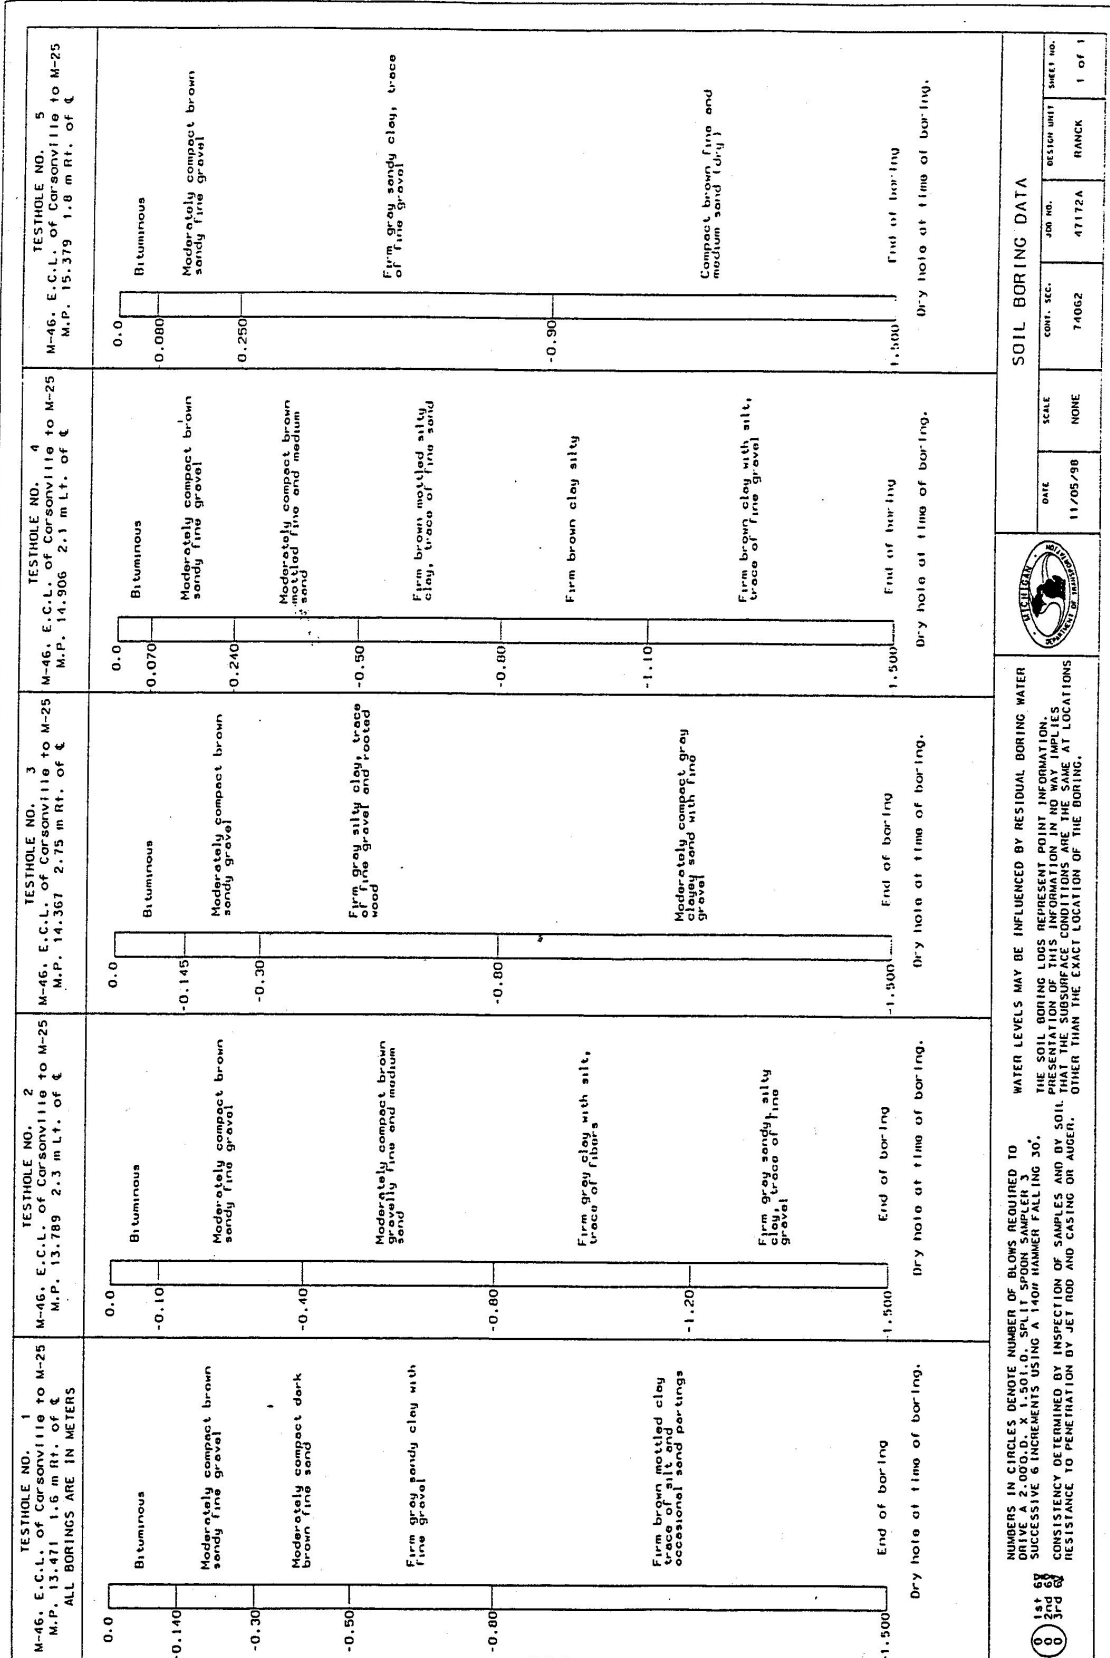 TESTHOLE NO. 1
M-46, E.C.L. of Carsonville to M-25
M.P. 13.471 1.6 m Rt. of ℄
ALL BORINGS ARE IN METERS
0.0
Bituminous
-0.140
Moderately compact brown
sandy fine gravel
-0.30
Moderately compact dark
brown fine sand
-0.50
Firm gray sandy clay with
fine gravel
-0.80
Firm brown mottled clay
trace of silt and
occasional sand partings
-1.500
End of boring
Dry hole at time of boring.
TESTHOLE NO. 2
M-46, E.C.L. of Carsonville to M-25
M.P. 13.789 2.3 m Lt. of ℄
0.0
Bituminous
-0.10
Moderately compact brown
sandy fine gravel
-0.40
Moderately compact brown
gravelly fine and medium
sand
-0.80
Firm gray clay with silt,
trace of fibers
-1.20
Firm gray sandy, silty
clay, trace of fine
gravel
-1.500
End of boring
Dry hole at time of boring.
TESTHOLE NO. 3
M-46, E.C.L. of Carsonville to M-25
M.P. 14.367 2.75 m Rt. of ℄
0.0
Bituminous
-0.145
Moderately compact brown
sandy gravel
-0.30
Firm gray silty clay, trace
of fine gravel and rooted
wood
-0.80
Moderately compact gray
clayey sand with fine
gravel
-1.500
End of boring
Dry hole at time of boring.
TESTHOLE NO. 4
M-46, E.C.L. of Carsonville to M-25
M.P. 14.906 2.1 m Lt. of ℄
0.0
Bituminous
-0.070
Moderately compact brown
sandy fine gravel
-0.240
Moderately compact brown
mottled fine and medium
sand
-0.50
Firm brown mottled silty
clay, trace of fine sand
-0.80
Firm brown clay silty
-1.10
Firm brown clay with silt,
trace of fine gravel
-1.500
End of boring
Dry hole at time of boring.
TESTHOLE NO. 5
M-46, E.C.L. of Carsonville to M-25
M.P. 15.379 1.8 m Rt. of ℄
0.0
Bituminous
-0.080
Moderately compact brown
sandy fine gravel
-0.250
Firm gray sandy clay, trace
of fine gravel
-0.90
Compact brown fine and
medium sand (dry)
-1.500
End of boring
Dry hole at time of boring.
0 1st 6"
0 2nd 6"
0 3rd 6"
NUMBERS IN CIRCLES DENOTE NUMBER OF BLOWS REQUIRED TO
DRIVE A 2.00'O.D. X 1.50'I.D. SPLIT SPOON SAMPLER 3
SUCCESSIVE 6'INCREMENTS USING A 140# HAMMER FALLING 30'.
CONSISTENCY DETERMINED BY INSPECTION OF SAMPLES AND BY SOIL
RESISTANCE TO PENETRATION BY JET ROD AND CASING OR AUGER.
WATER LEVELS MAY BE INFLUENCED BY RESIDUAL BORING WATER
THE SOIL BORING LOGS REPRESENT POINT INFORMATION.
PRESENTATION OF THIS INFORMATION IN NO WAY IMPLIES
THAT THE SUBSURFACE CONDITIONS ARE THE SAME AT LOCATIONS
OTHER THAN THE EXACT LOCATION OF THE BORING.
MICHIGAN
DEPARTMENT OF TRANSPORTATION
SOIL BORING DATA
DATE
11/05/98
SCALE
NONE
CONT. SEC.
74062
JOB NO.
47172A
DESIGN UNIT
RANCK
SHEET NO.
1 of 1